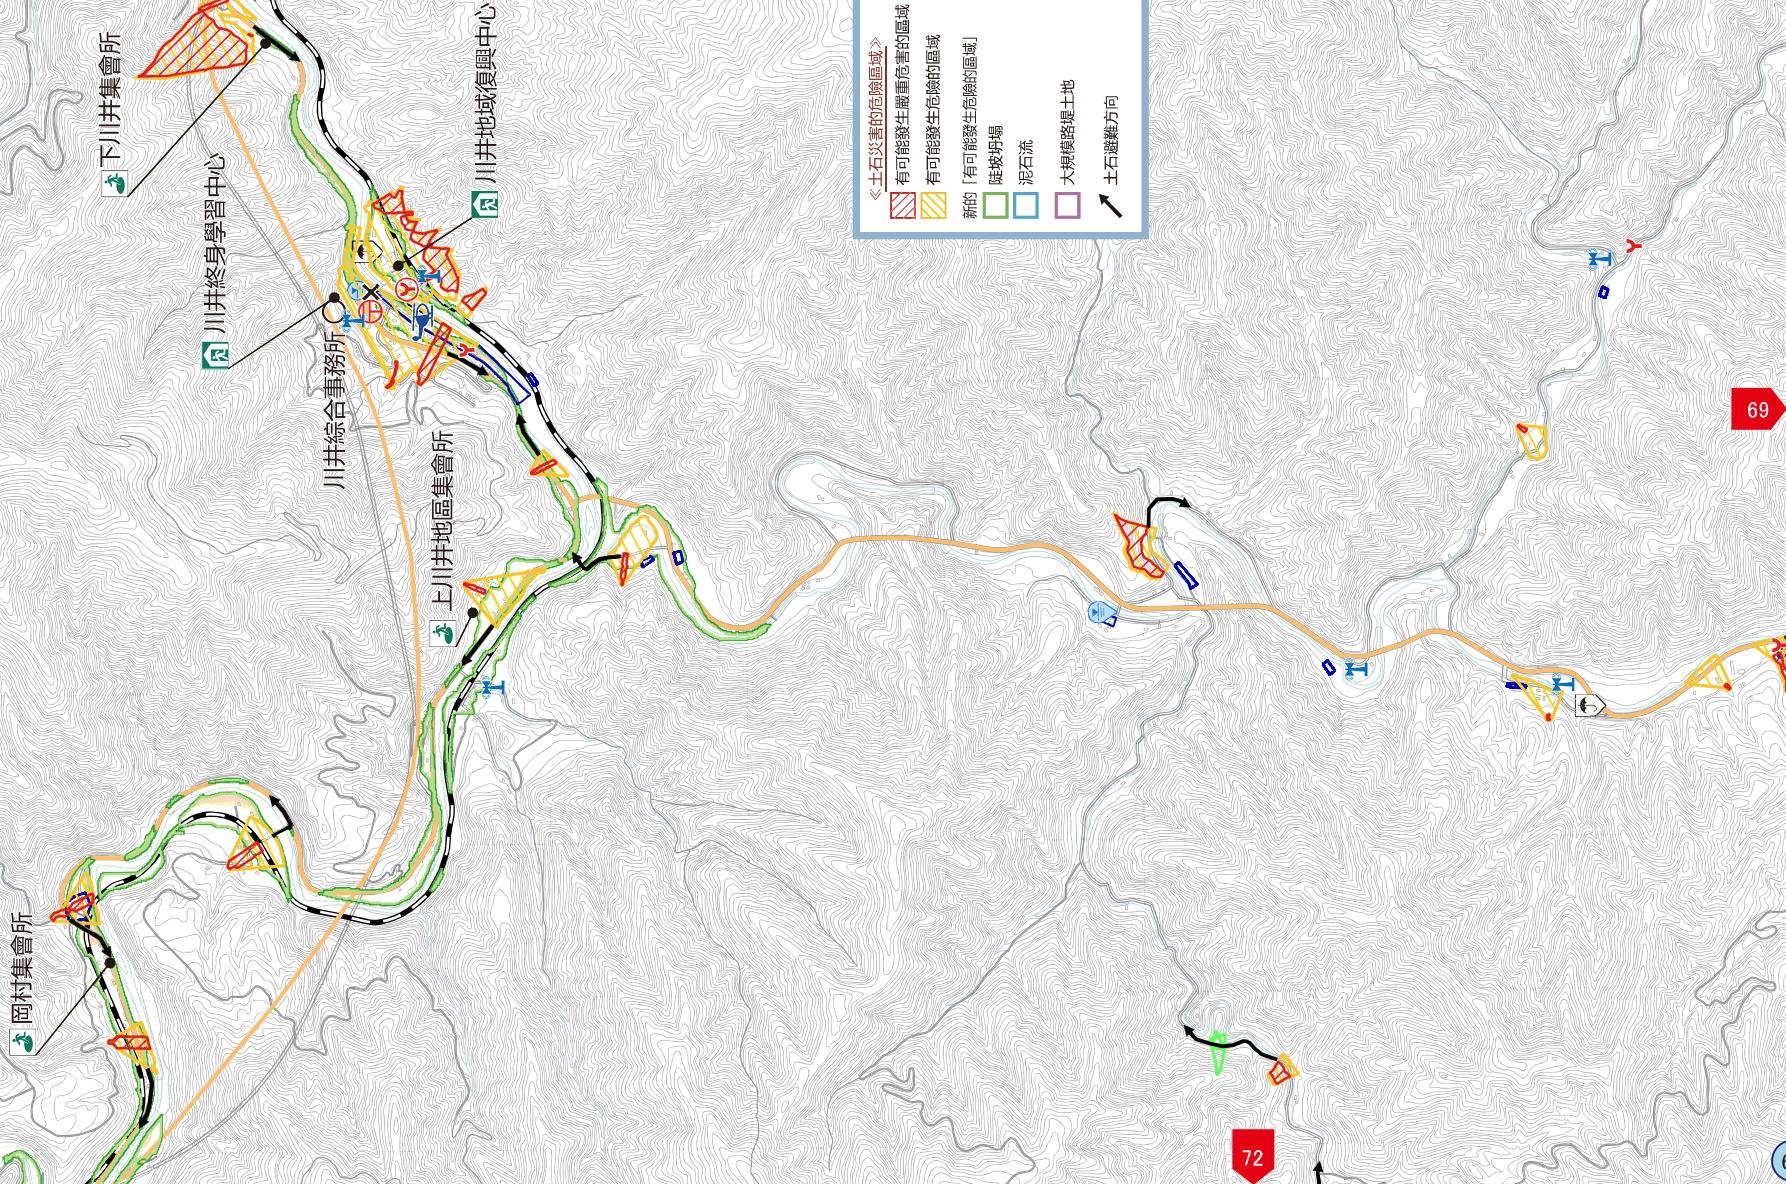 下川井集會所
川井終身學習中心
川井綜合事務所
川井地域復興中心
上川井地區集會所
岡村集會所
≪土石災害的危險區域≫
有可能發生嚴重危害的區域
有可能發生危險的區域
新的「有可能發生危險的區域」
陡坡坍塌
泥石流
大規模路堤土地
土石避難方向
69
72